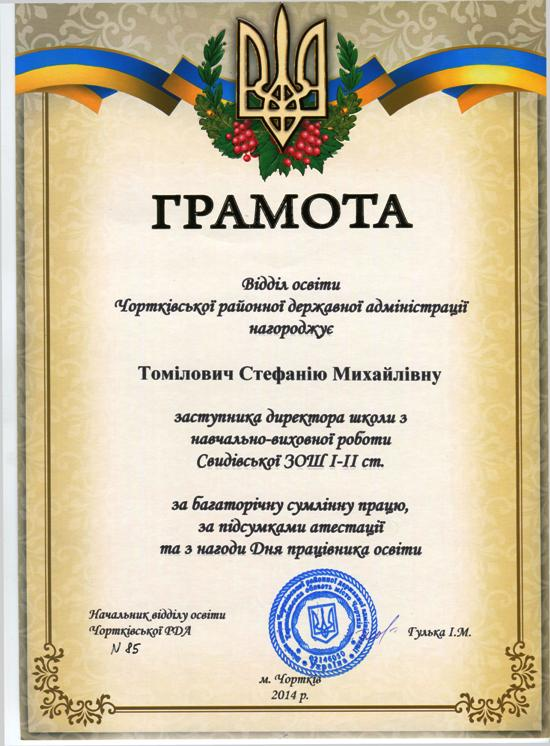 ГРАМОТА
Відділ освіти
Чортківської районної державної адміністрації
нагороджує
Томілович Стефанію Михайлівну
заступника директора школи з
навчально-виховної роботи
Свидівської ЗОШ І-ІІ ст.
за багаторічну сумлінну працю,
за підсумками атестації
та з нагоди Дня працівника освіти
Начальник відділу освіти
Чортківської РДА
N 85
Гулька І.М.
Україна
м. Чортків
2014 р.